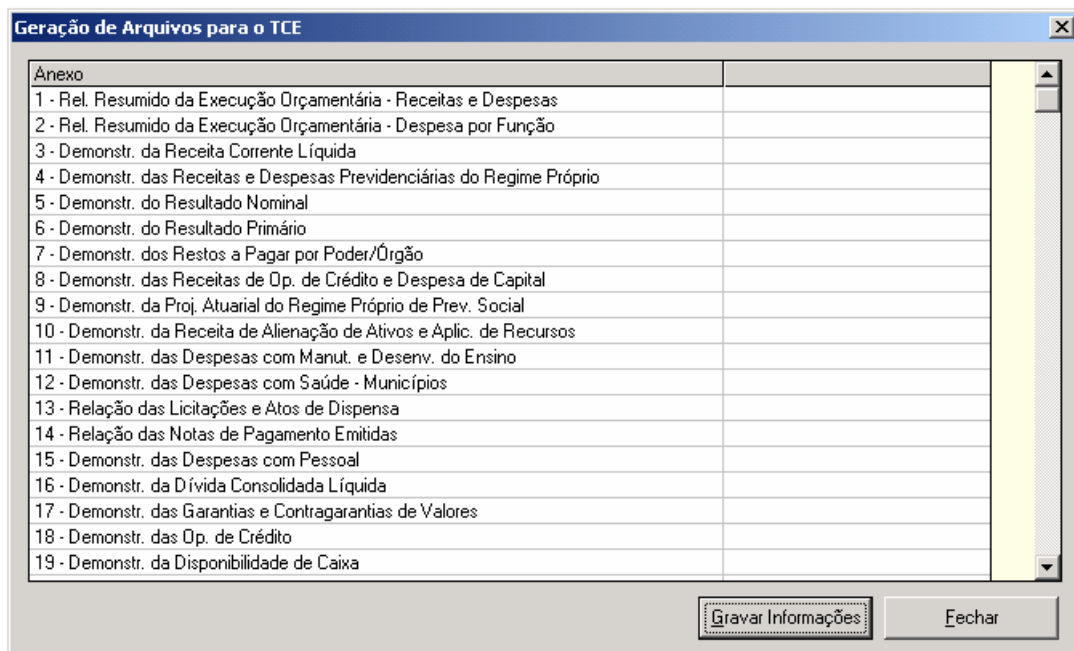 Geração de Arquivos para o TCE
Anexo
1 - Rel. Resumido da Execução Orçamentária - Receitas e Despesas
2 - Rel. Resumido da Execução Orçamentária - Despesa por Função
3 - Demonstr. da Receita Corrente Líquida
4 - Demonstr. das Receitas e Despesas Previdenciárias do Regime Próprio
5 - Demonstr. do Resultado Nominal
6 - Demonstr. do Resultado Primário
7 - Demonstr. dos Restos a Pagar por Poder/Órgão
8 - Demonstr. das Receitas de Op. de Crédito e Despesa de Capital
9 - Demonstr. da Proj. Atuarial do Regime Próprio de Prev. Social
10 - Demonstr. da Receita de Alienação de Ativos e Aplic. de Recursos
11 - Demonstr. das Despesas com Manut. e Desenv. do Ensino
12 - Demonstr. das Despesas com Saúde - Municípios
13 - Relação das Licitações e Atos de Dispensa
14 - Relação das Notas de Pagamento Emitidas
15 - Demonstr. das Despesas com Pessoal
16 - Demonstr. da Dívida Consolidada Líquida
17 - Demonstr. das Garantias e Contragarantias de Valores
18 - Demonstr. das Op. de Crédito
19 - Demonstr. da Disponibilidade de Caixa
Gravar Informações Fechar